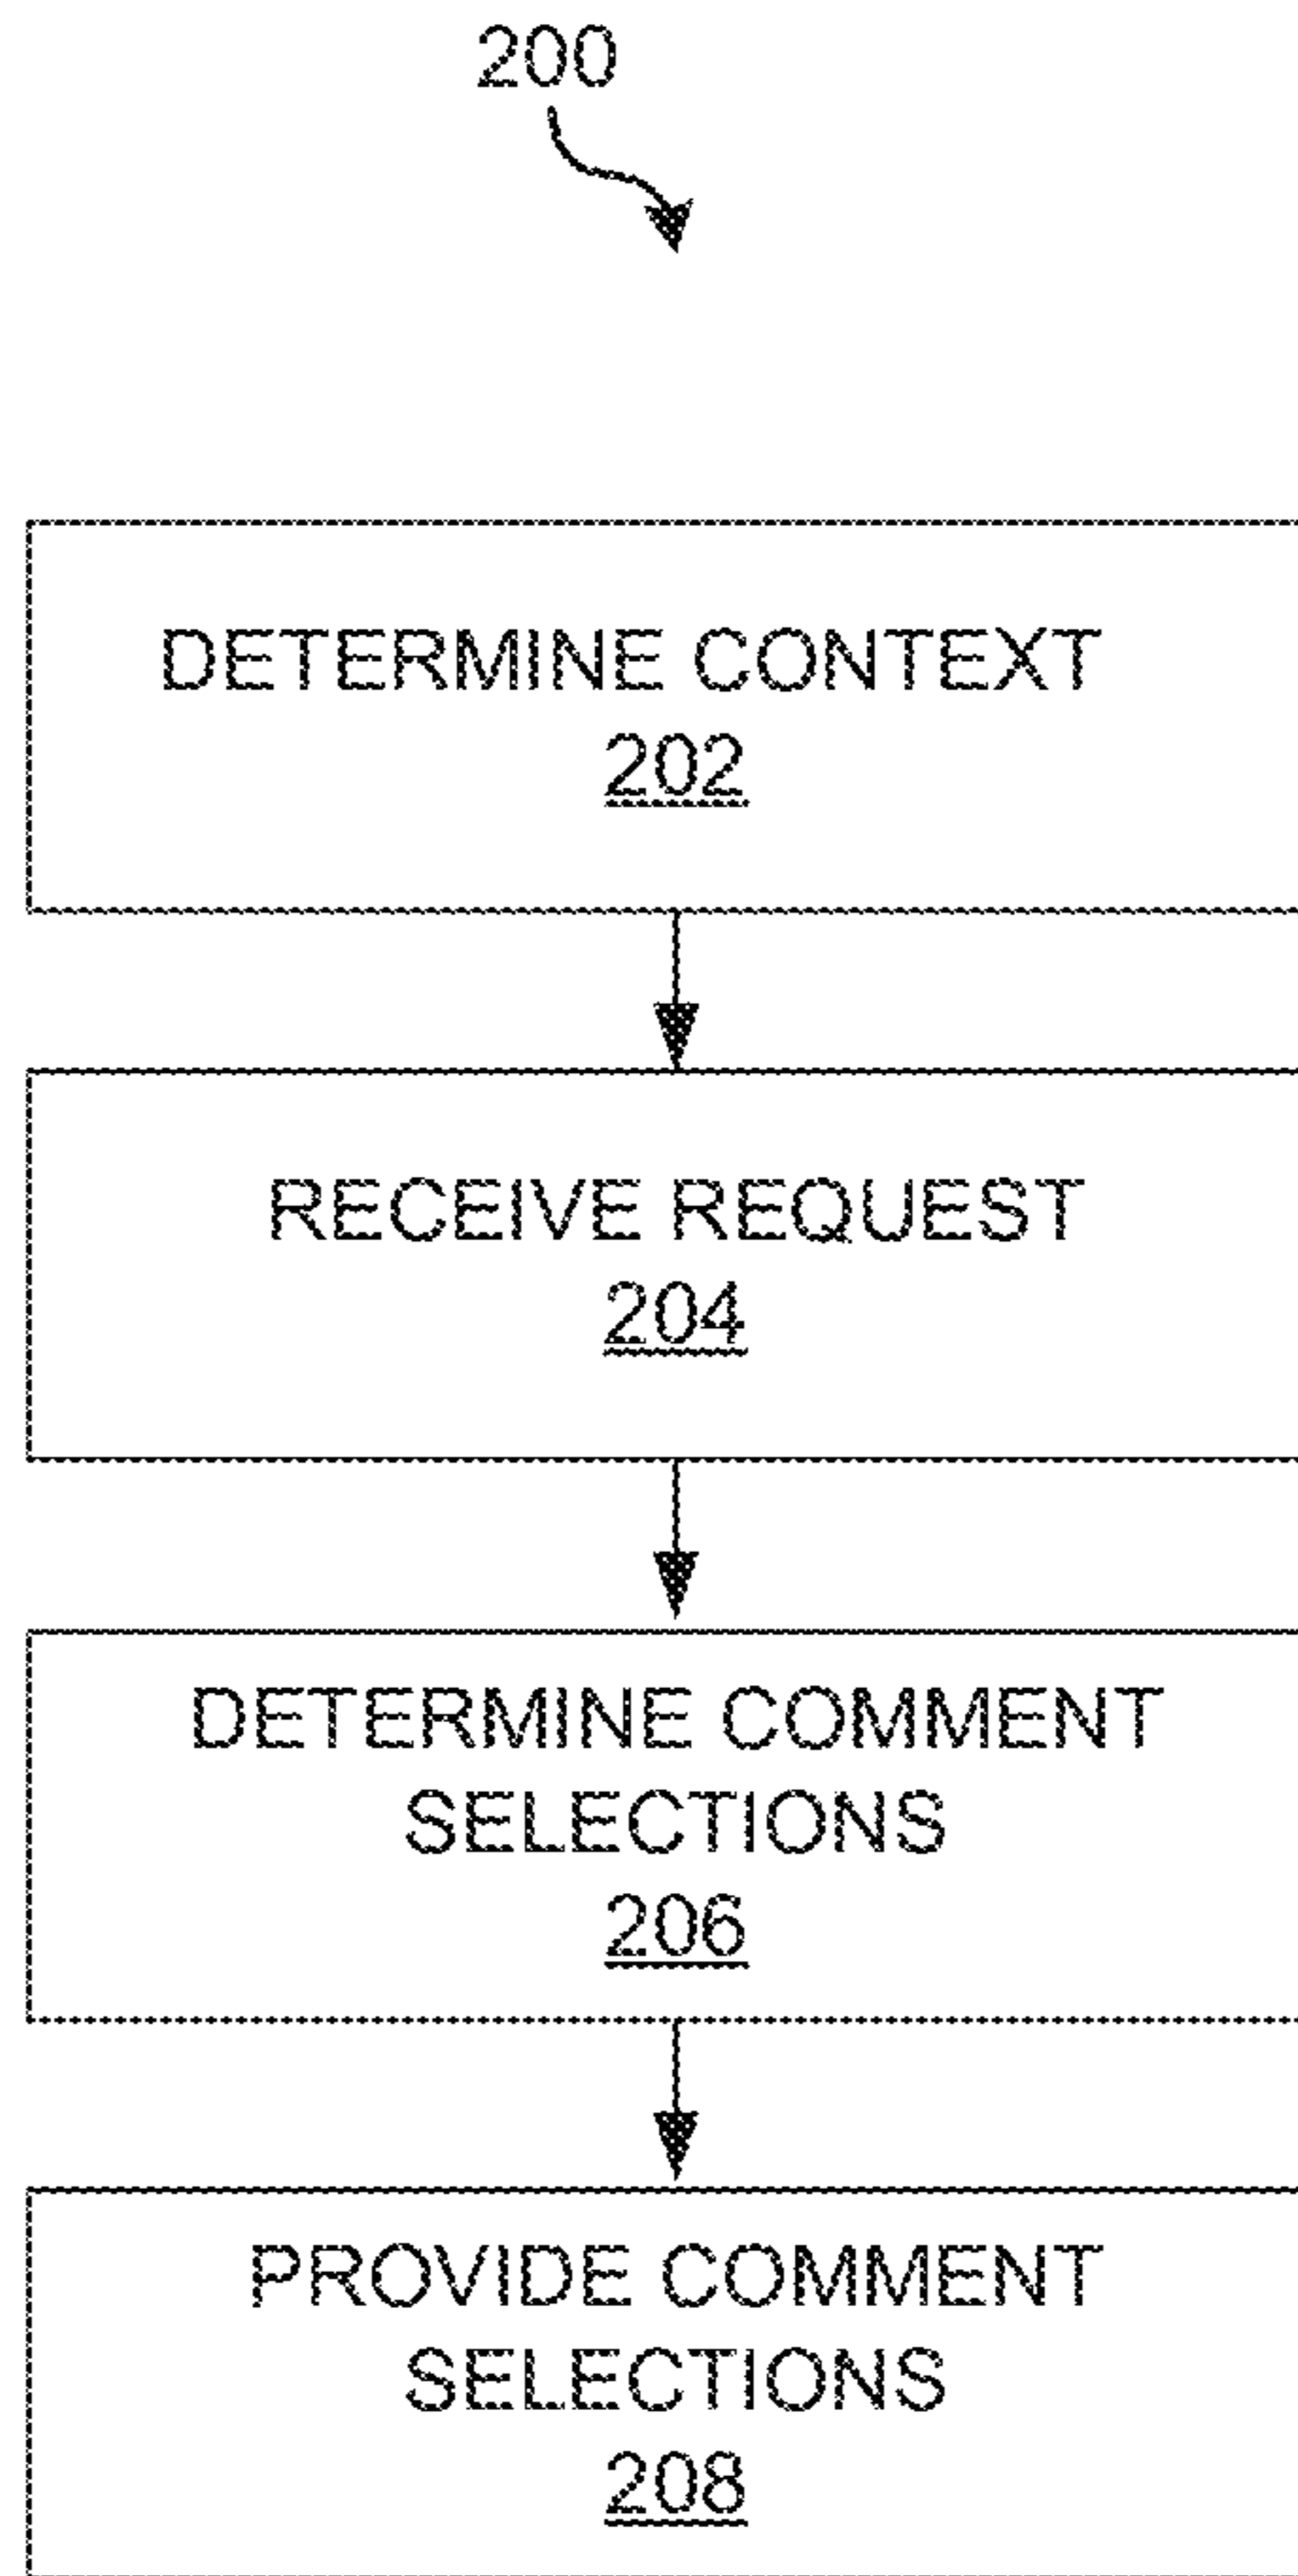 200
DETERMINE CONTEXT
202
RECEIVE REQUEST
204
DETERMINE COMMENT
SELECTIONS
206
PROVIDE COMMENT
SELECTIONS
208